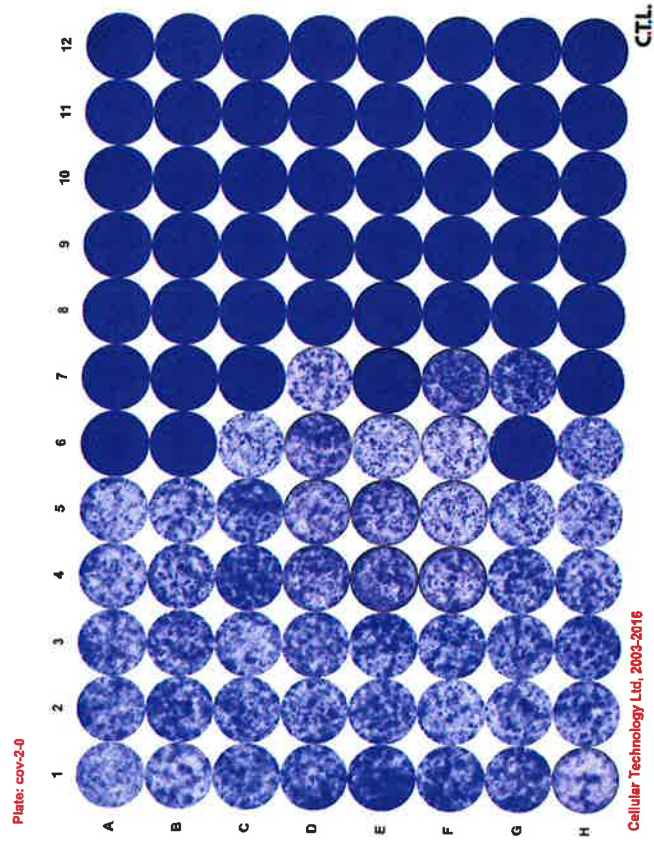 Plate: cov-2-0
1 2 3 4 5 6 7 8 9 10 11 12
A
B
C
D
E
F
G
H
Cellular Technology Ltd, 2003-2016
C.T.L.